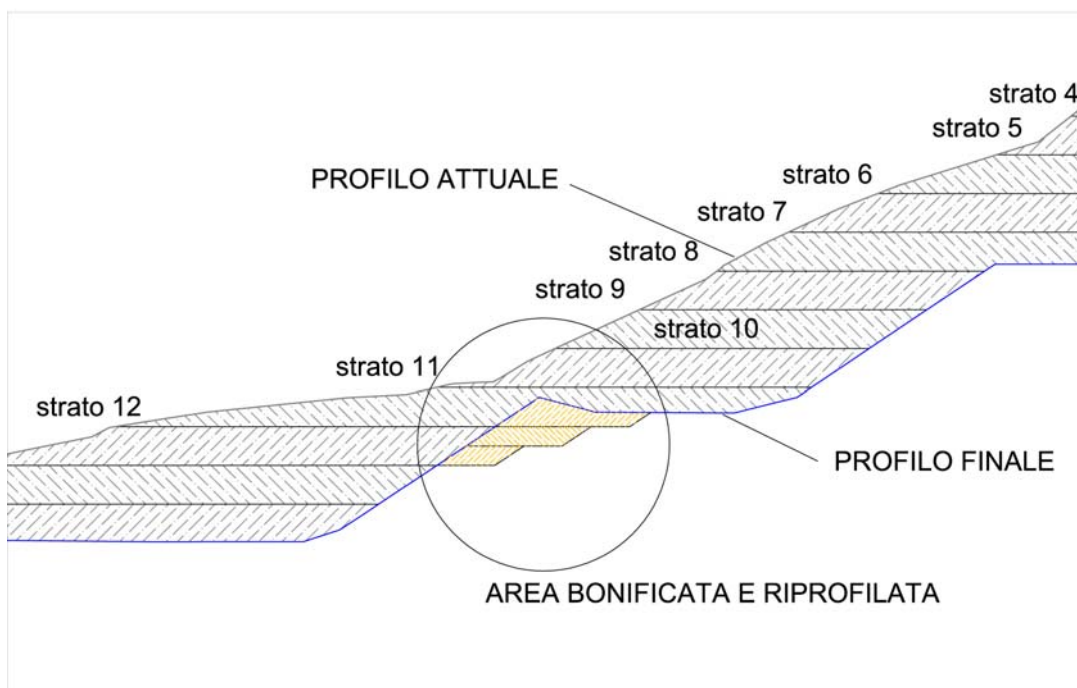 strato 4
strato 5
PROFILO ATTUALE
strato 6
strato 7
strato 8
strato 9
strato 10
strato 11
strato 12
PROFILO FINALE
AREA BONIFICATA E RIPROFILATA